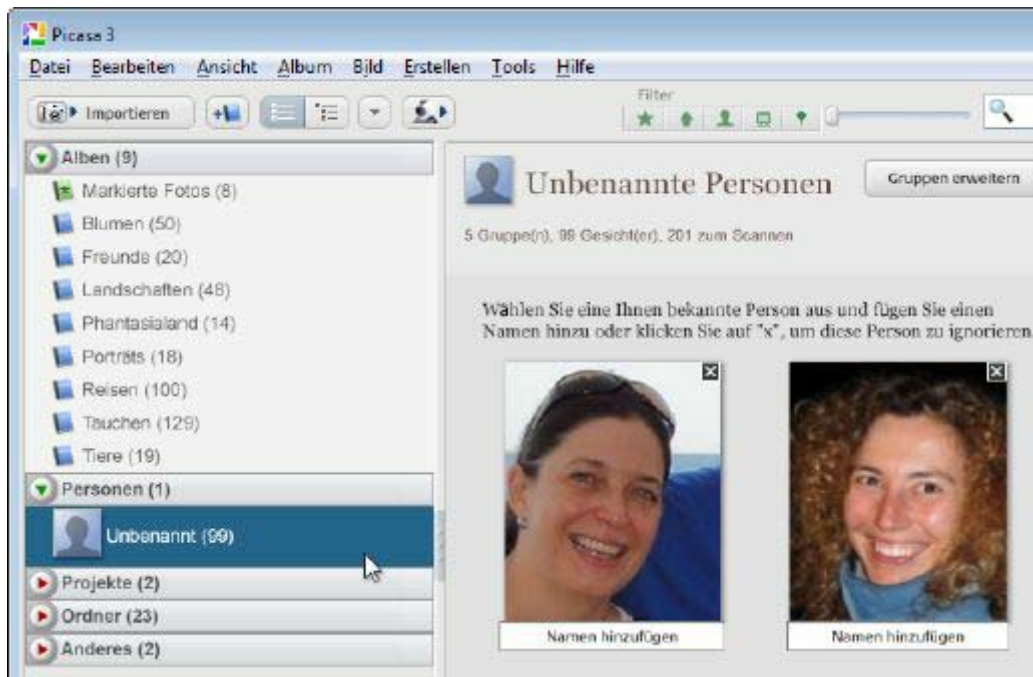 Picasa 3
Datei Bearbeiten Ansicht Album Bild Erstellen Tools Hilfe
Importieren
Filter
Alben (9)
Markierte Fotos (8)
Blumen (50)
Freunde (20)
Landschaften (48)
Phantasialand (14)
Porträts (18)
Reisen (100)
Tauchen (129)
Tiere (19)
Personen (1)
Unbenannt (99)
Projekte (2)
Ordner (23)
Anderes (2)
Unbenannte Personen
Gruppen erweitern
5 Gruppe(n), 99 Gesicht(er), 201 zum Scannen
Wählen Sie eine Ihnen bekannte Person aus und fügen Sie einen
Namen hinzu oder klicken Sie auf "x", um diese Person zu ignorieren.
Namen hinzufügen
Namen hinzufügen